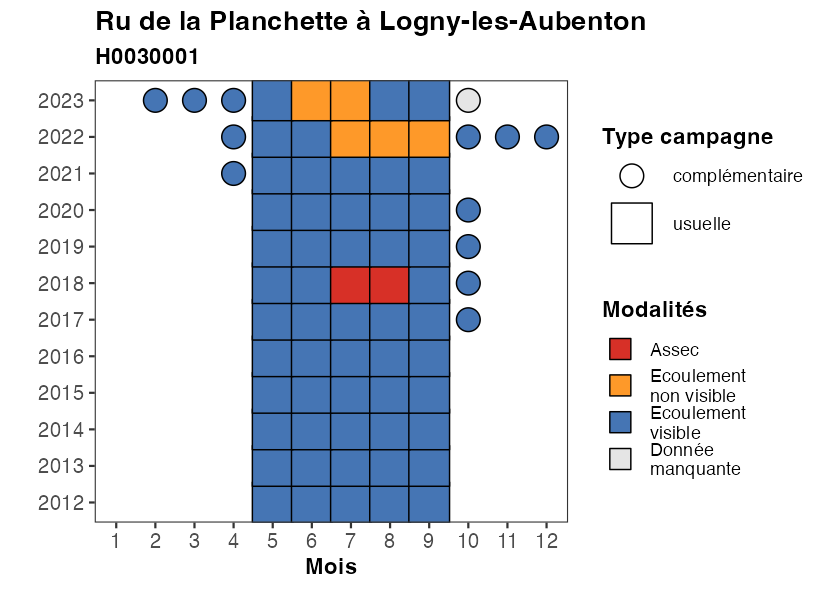 Ru de la Planchette à Logny-les-Aubenton
H0030001
2023
2022
2021
2020
2019
2018
2017
2016
2015
2014
2013
2012
1 2 3 4 5 6 7 8 9 10 11 12
Mois
Type campagne
complémentaire
usuelle
Modalités
Assec
Ecoulement
non visible
Ecoulement
visible
Donnée
manquante